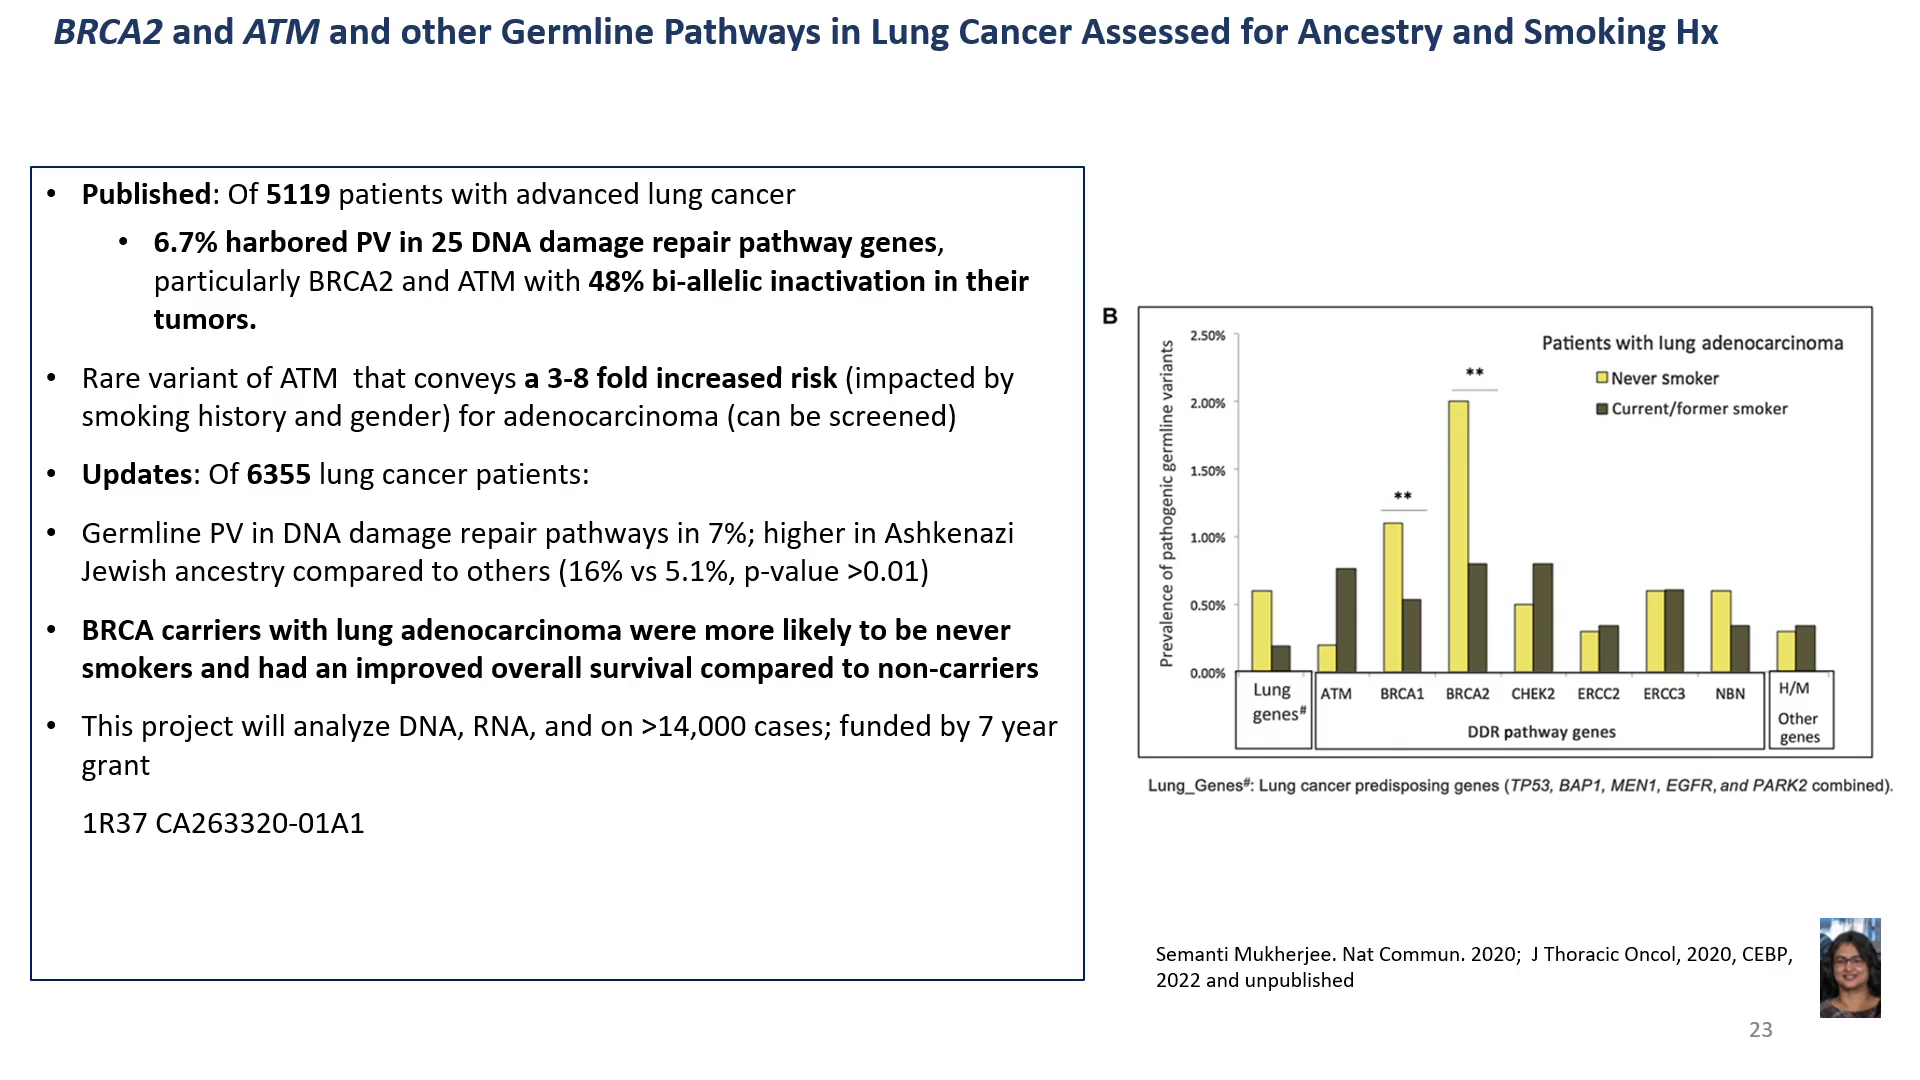 BRCA2 and ATM and other Germline Pathways in Lung Cancer Assessed for Ancestry and Smoking Hx
• Published: Of 5119 patients with advanced lung cancer
• 6.7% harbored PV in 25 DNA damage repair pathway genes,
particularly BRCA2 and ATM with 48% bi-allelic inactivation in their
tumors.
• Rare variant of ATM that conveys a 3-8 fold increased risk (impacted by
smoking history and gender) for adenocarcinoma (can be screened)
• Updates: Of 6355 lung cancer patients:
• Germline PV in DNA damage repair pathways in 7%; higher in Ashkenazi
Jewish ancestry compared to others (16% vs 5.1%, p-value >0.01)
• BRCA carriers with lung adenocarcinoma were more likely to be never
smokers and had an improved overall survival compared to non-carriers
• This project will analyze DNA, RNA, and on >14,000 cases; funded by 7 year
grant
1R37 CA263320-01A1
B
Prevalence of pathogenic germline variants
2.50%
2.00%
1.50%
1.00%
0.50%
0.00%
Patients with lung adenocarcinoma
Never smoker
Current/former smoker
**
**
Lung
genes#
ATM
BRCA1
BRCA2
CHEK2
ERCC2
ERCC3
NBN
DDR pathway genes
H/M
Other
genes
Lung_Genes#: Lung cancer predisposing genes (TP53, BAP1, MEN1, EGFR, and PARK2 combined).
Semanti Mukherjee. Nat Commun. 2020; J Thoracic Oncol, 2020, CEBP,
2022 and unpublished
23